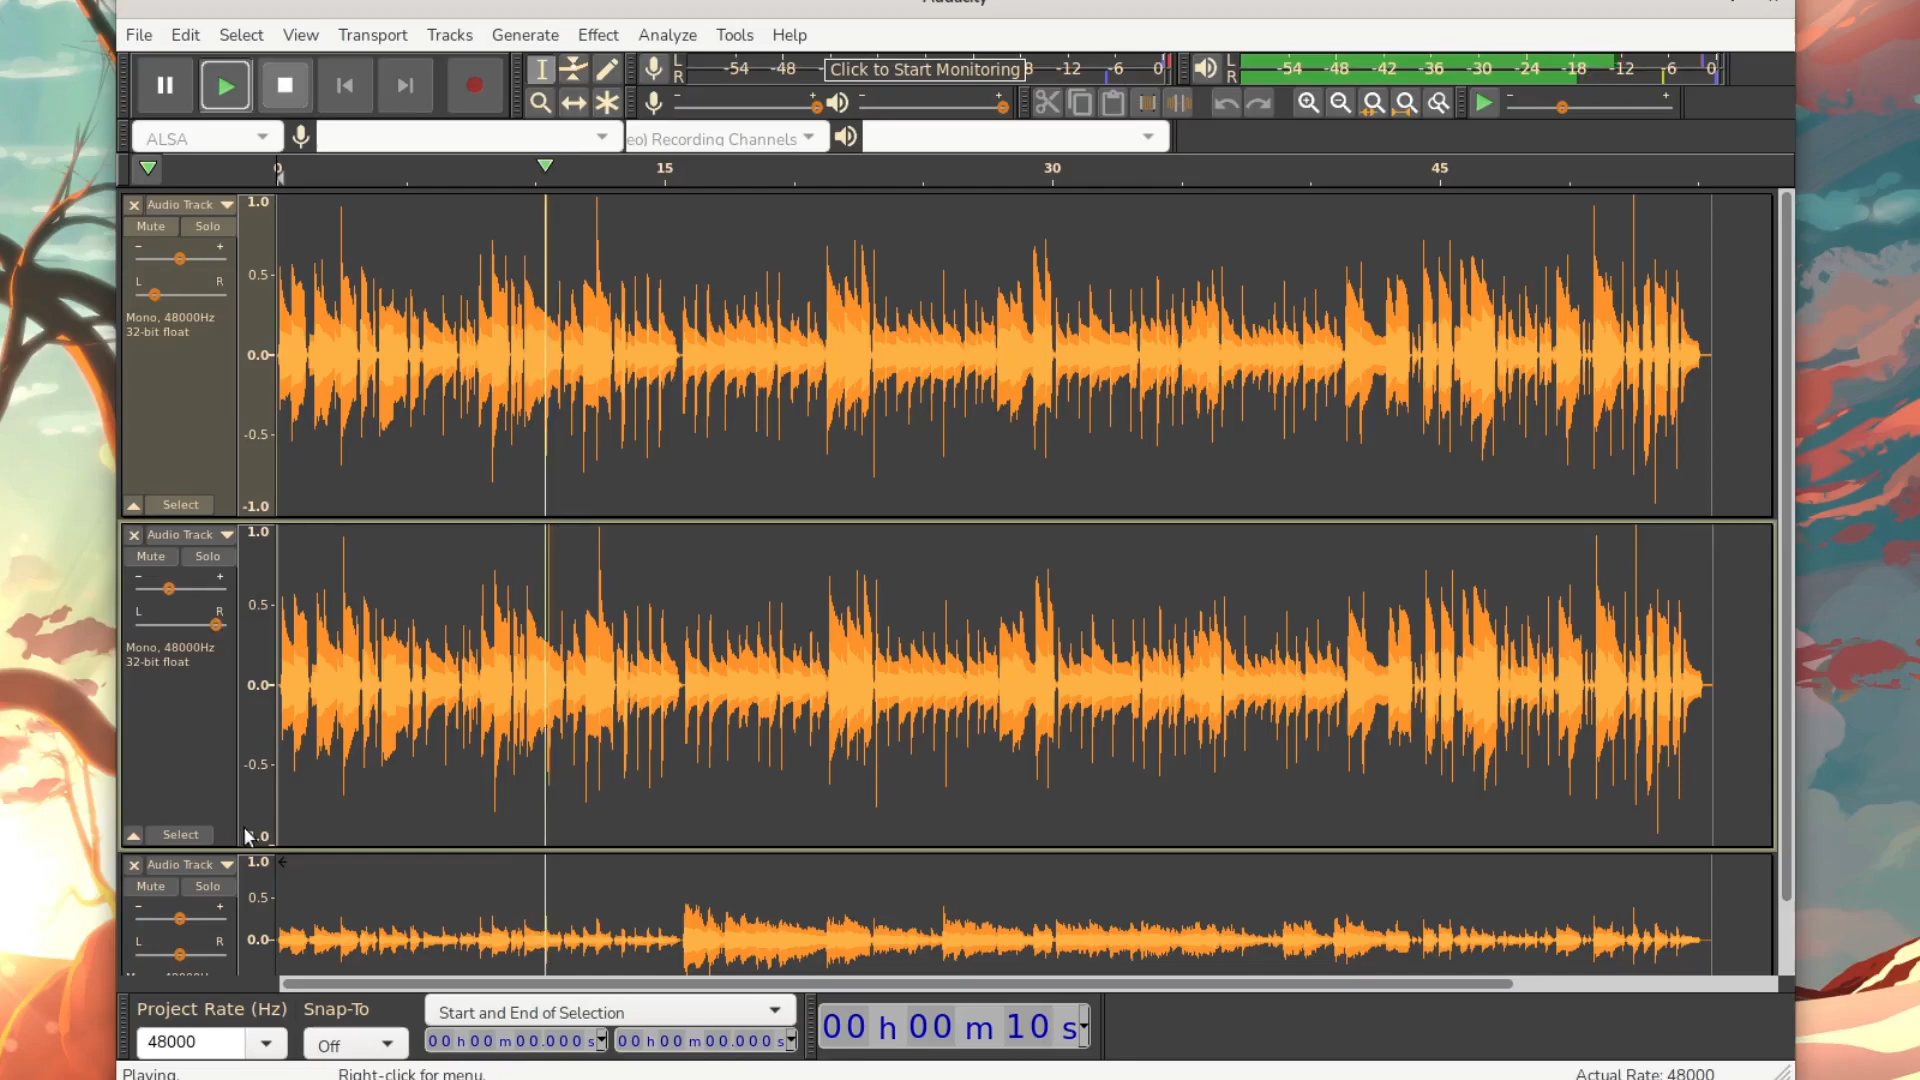 File Edit Select View Transport Tracks Generate Effect Analyze Tools Help
L R -54 -48 Click to Start Monitoring 8 -12 -6 0 L R -54 -48 -42 -36 -30 -24 -18 -12 -6 0
- + - + - +
ALSA eo) Recording Channels
0 15 30 45
Audio Track 1.0
Mute Solo
- +
0.5
L R
Mono, 48000Hz
32-bit float
0.0
-0.5
Select -1.0
Audio Track 1.0
Mute Solo
- +
0.5
L R
Mono, 48000Hz
32-bit float
0.0
-0.5
Select
Audio Track 1.0
Mute Solo
- + 0.5
L R 0.0
Project Rate (Hz) Snap-To Start and End of Selection
48000 Off 00 h 00 m 00.000 s 00 h 00 m 00.000 s 00 h 00 m 10 s
Playing. Right-click for menu. Actual Rate: 48000